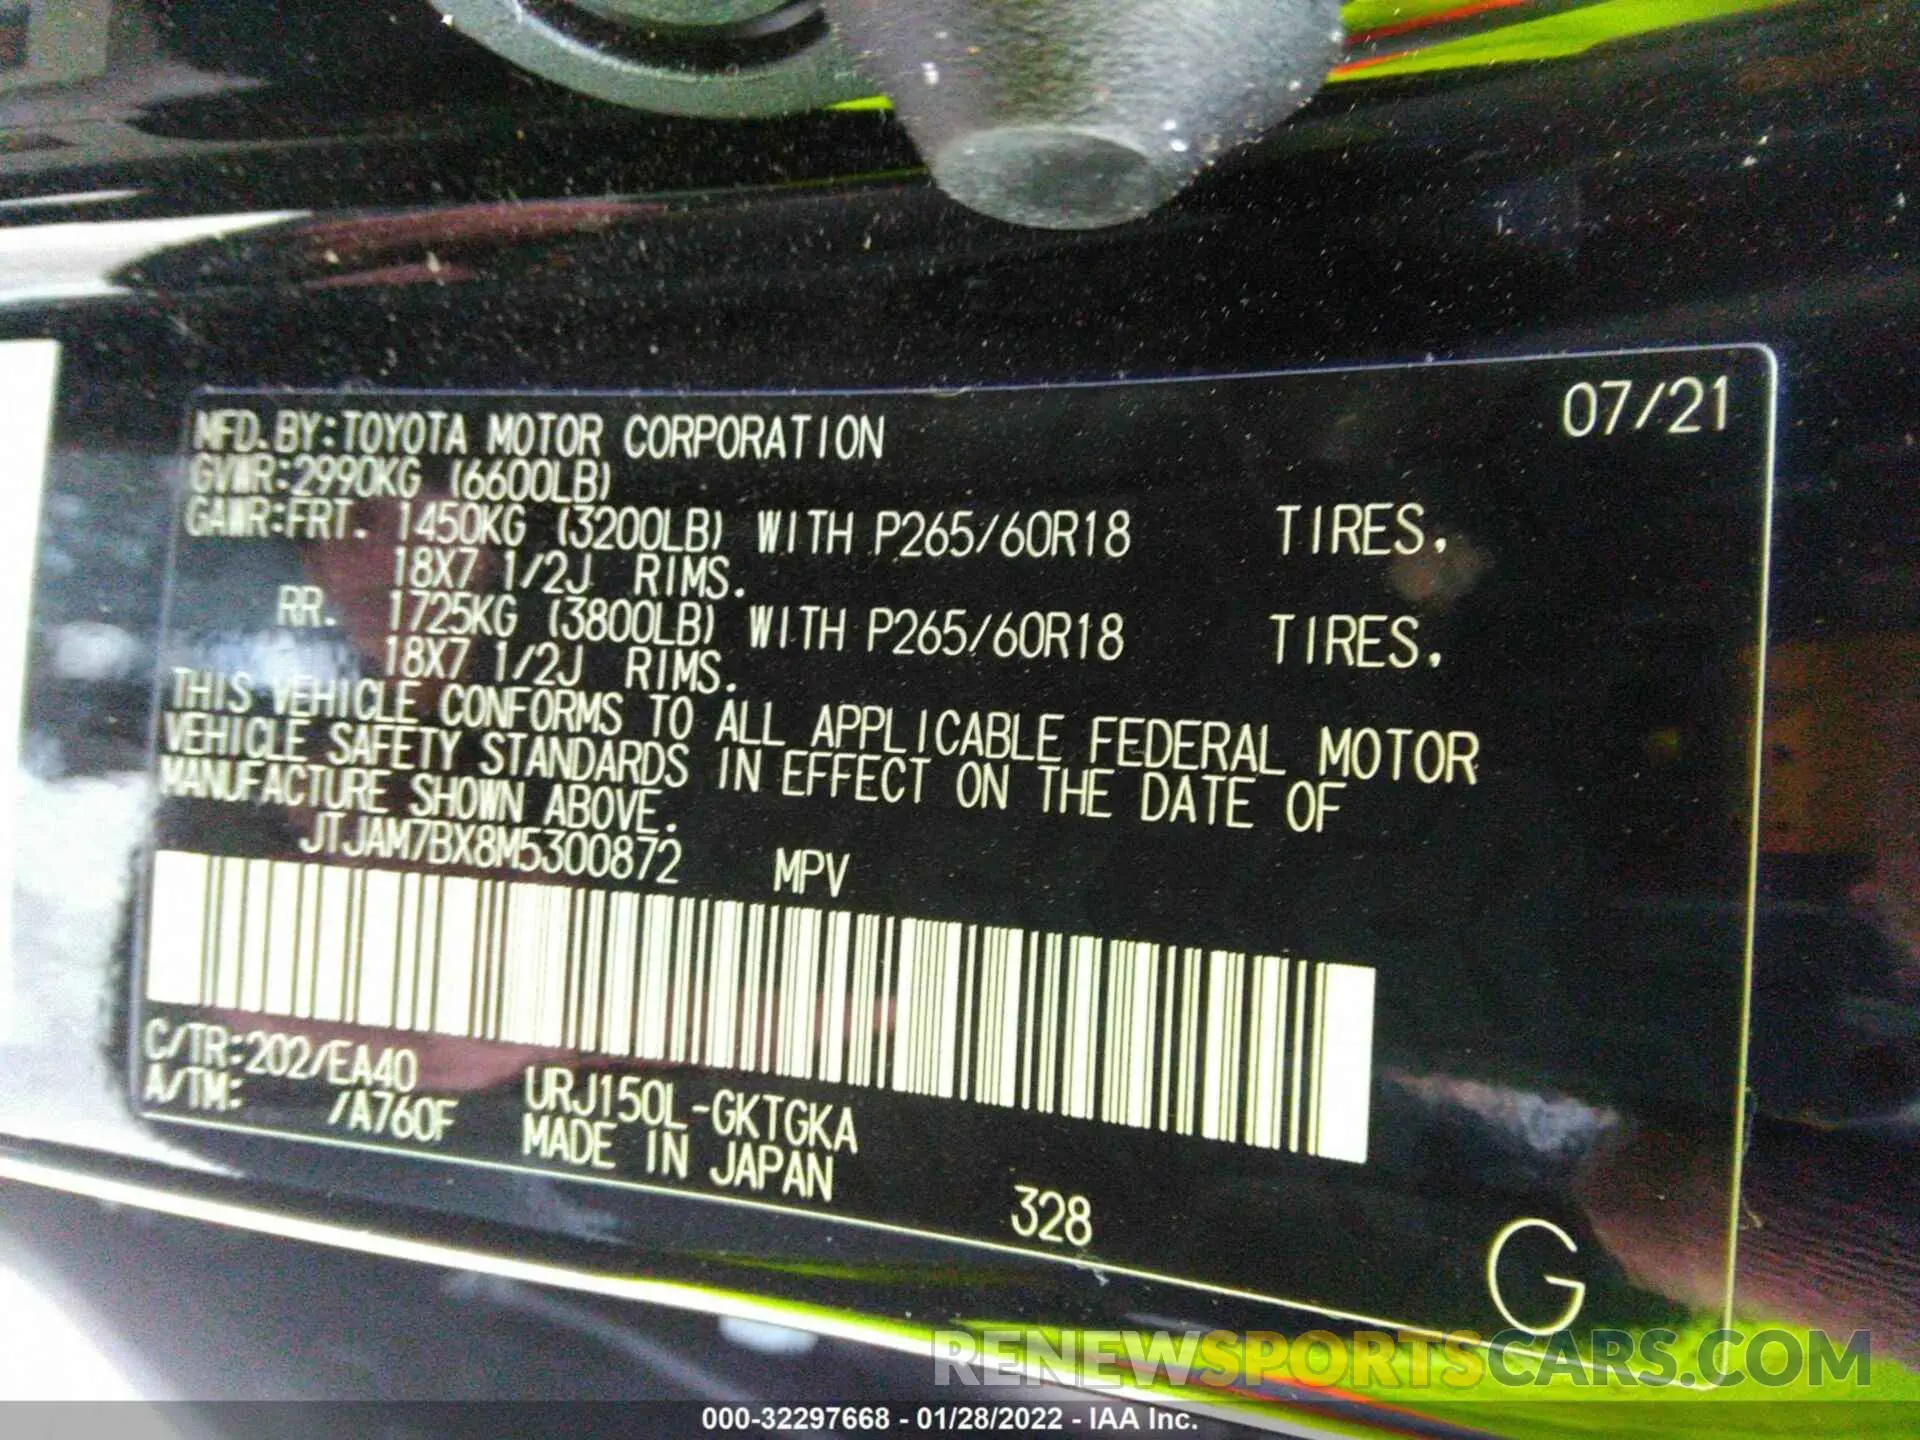 07/21
MFD.BY:TOYOTA MOTOR CORPORATION
GVWR:2990KG (6600LB)
GAWR:FRT. 1450KG (3200LB) WITH P265/60R18 TIRES,
18X7 1/2J RIMS.
RR. 1725KG (3800LB) WITH P265/60R18 TIRES,
18X7 1/2J RIMS.
THIS VEHICLE CONFORMS TO ALL APPLICABLE FEDERAL MOTOR
VEHICLE SAFETY STANDARDS IN EFFECT ON THE DATE OF
MANUFACTURE SHOWN ABOVE.
JTJAM7BX8M5300872 MPV
C/TR:202/EA40 URJ150L-GKTGKA
A/TM: /A760F MADE IN JAPAN
328
G
RENEWSPORTSCARS.COM
000-32297668 - 01/28/2022 - IAA Inc.